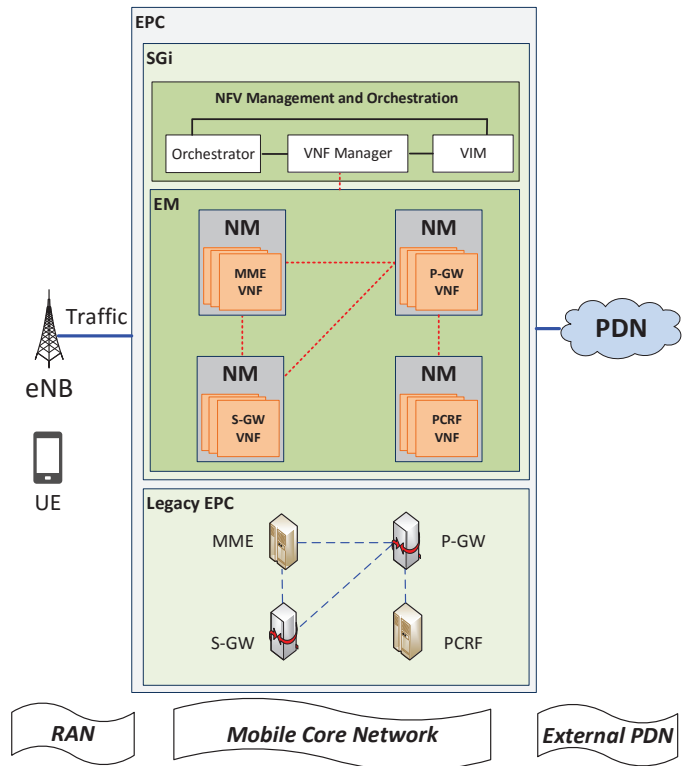 EPC
SGi
NFV Management and Orchestration
Orchestrator
VNF Manager
VIM
EM
NM
MME
VNF
NM
P-GW
VNF
NM
S-GW
VNF
NM
PCRF
VNF
Traffic
eNB
UE
PDN
Legacy EPC
MME
P-GW
S-GW
PCRF
RAN
Mobile Core Network
External PDN